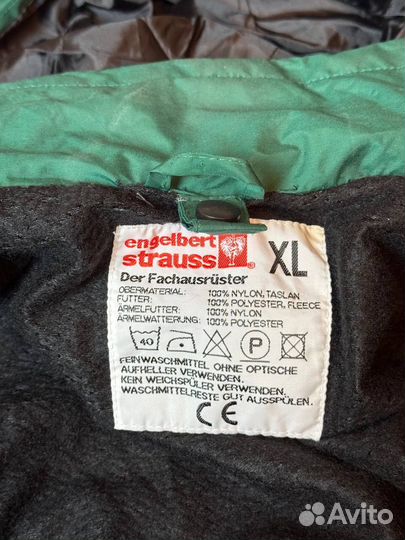 engelbert
strauss
®
XL
Der Fachausrüster
OBERMATERIAL: 100% NYLON, TASLAN
FUTTER: 100% POLYESTER, FLEECE
ÄRMELFUTTER: 100% NYLON
ÄRMELWATTIERUNG: 100% POLYESTER
40 P
FEINWASCHMITTEL OHNE OPTISCHE
AUFHELLER VERWENDEN.
KEIN WEICHSPÜLER VERWENDEN.
WASCHMITTELRESTE GUT AUSSPÜLEN.
CE
Avito